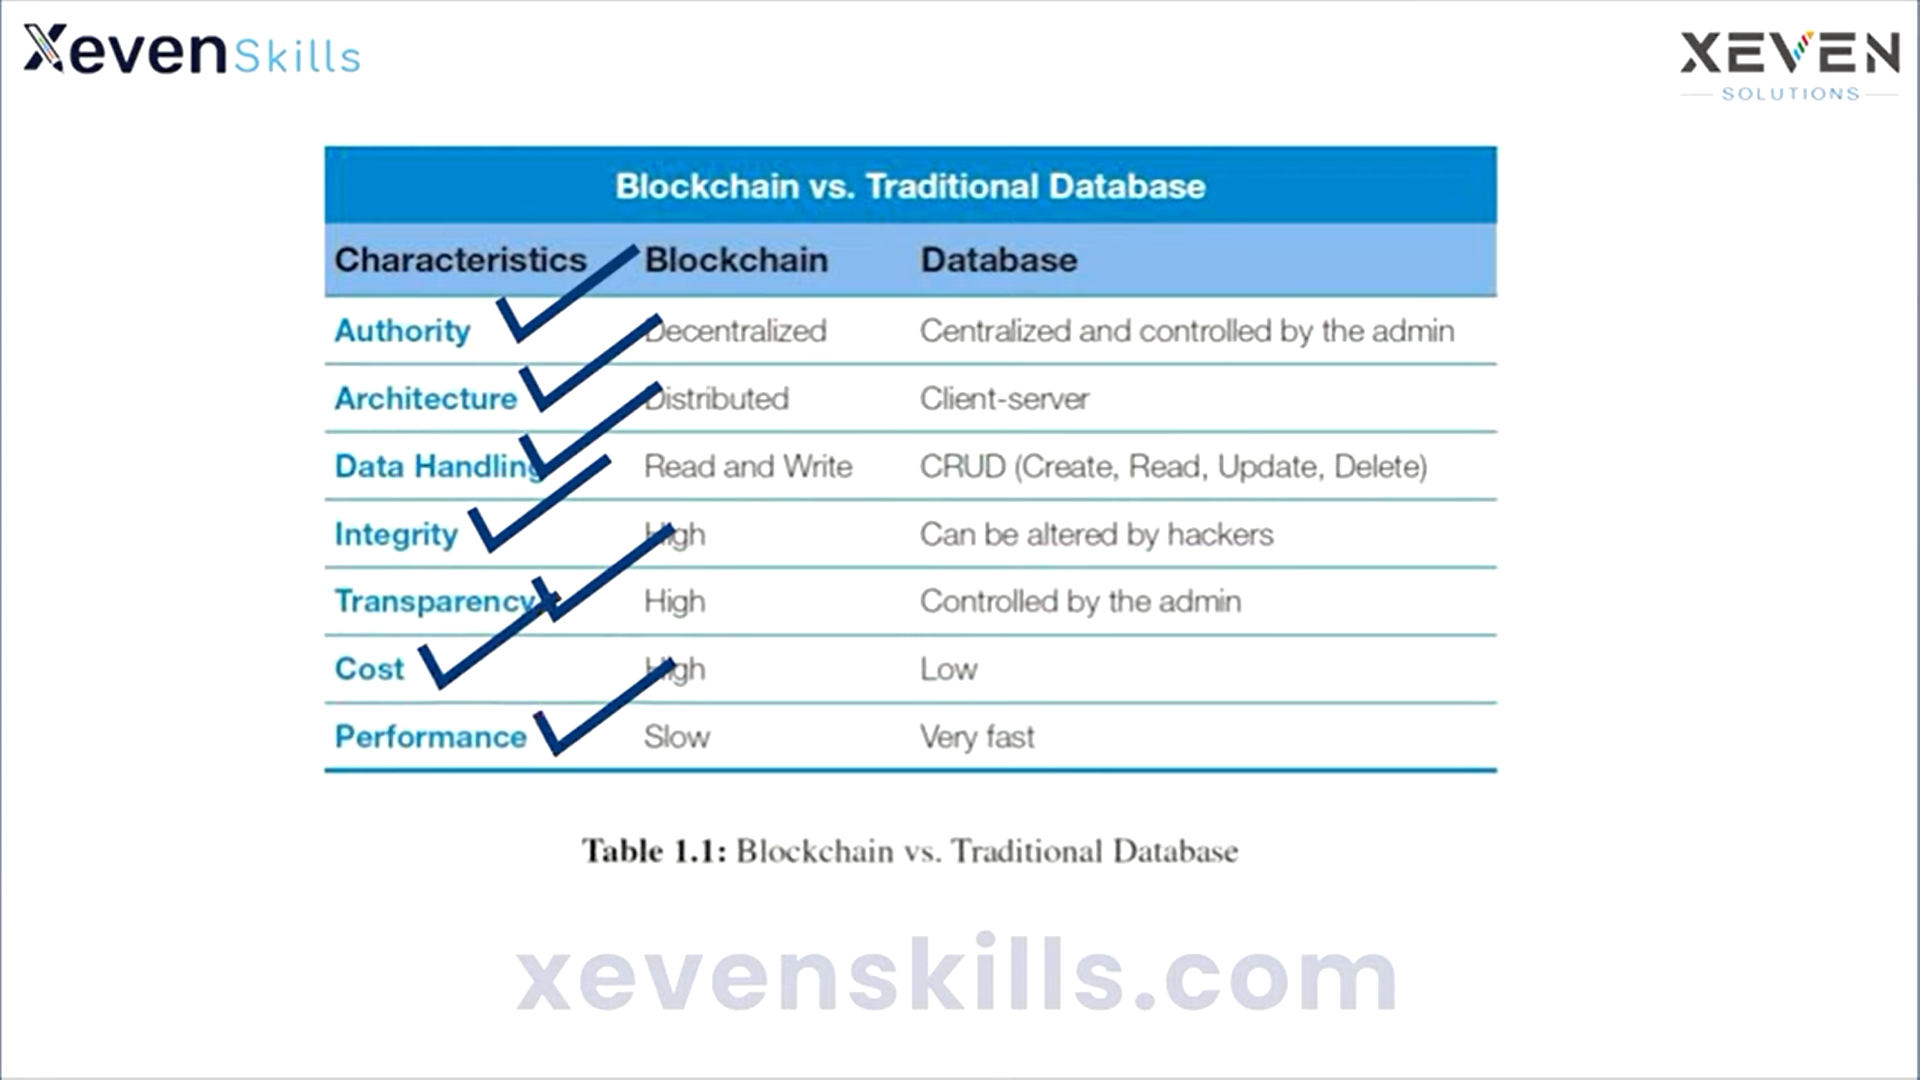 Xeven Skills
XEVEN
SOLUTIONS
Blockchain vs. Traditional Database
Characteristics Blockchain Database
Authority Decentralized Centralized and controlled by the admin
Architecture Distributed Client-server
Data Handling Read and Write CRUD (Create, Read, Update, Delete)
Integrity High Can be altered by hackers
Transparency High Controlled by the admin
Cost High Low
Performance Slow Very fast
Table 1.1: Blockchain vs. Traditional Database
xevenskills.com